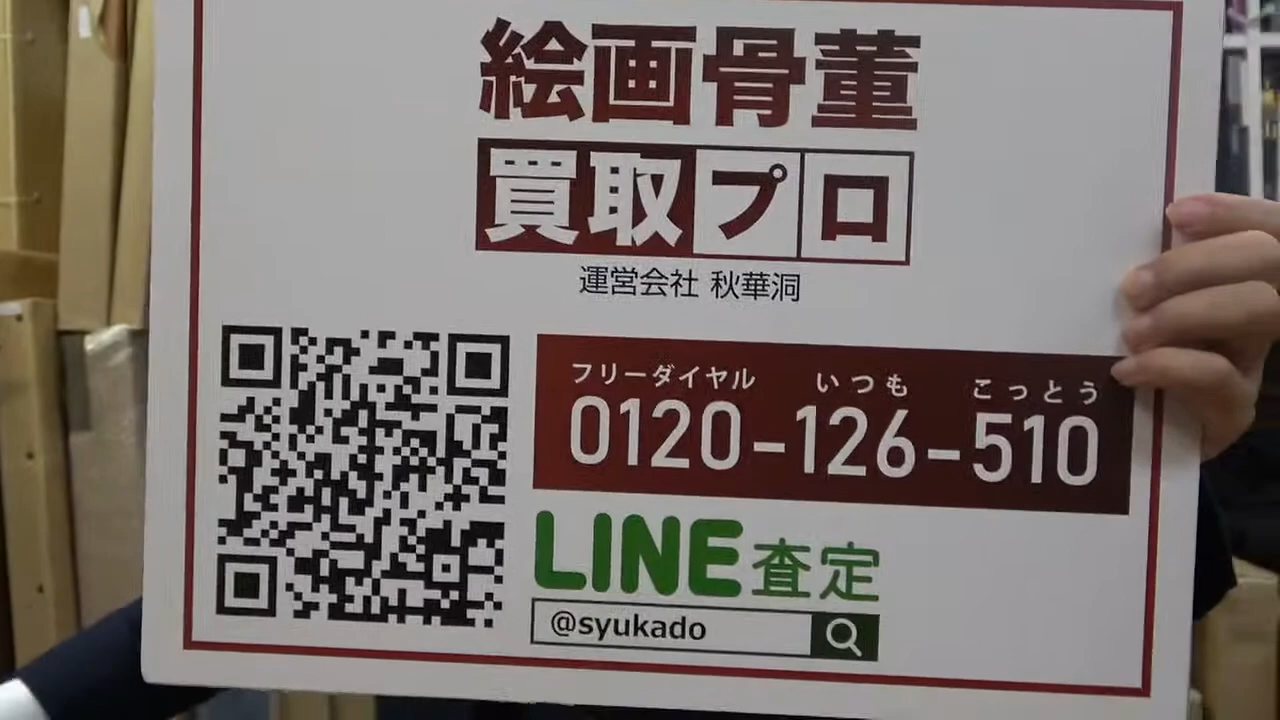 絵画骨董
買取プロ
運営会社 秋華洞
フリーダイヤル いつも こっとう
0120-126-510
LINE査定
@syukado